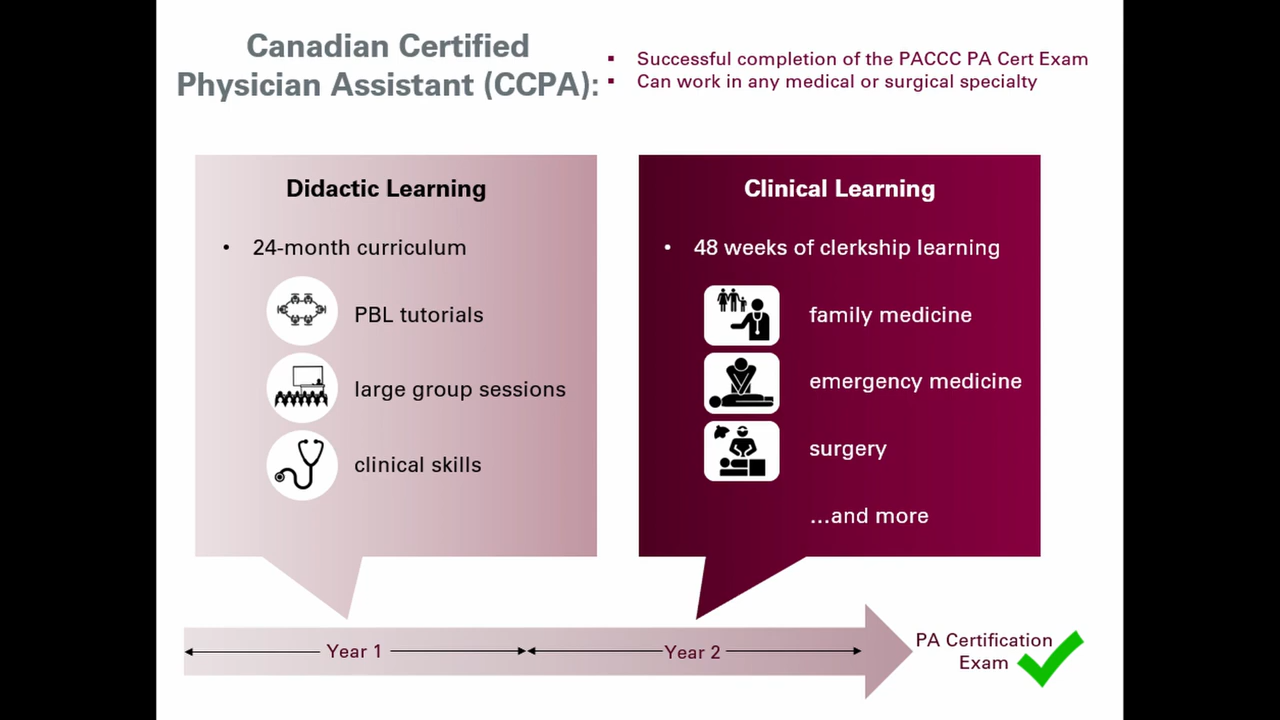 Canadian Certified
Physician Assistant (CCPA):
▪ Successful completion of the PACCC PA Cert Exam
▪ Can work in any medical or surgical specialty
Didactic Learning
• 24-month curriculum
PBL tutorials
large group sessions
clinical skills
Clinical Learning
• 48 weeks of clerkship learning
family medicine
emergency medicine
surgery
...and more
Year 1
Year 2
PA Certification
Exam